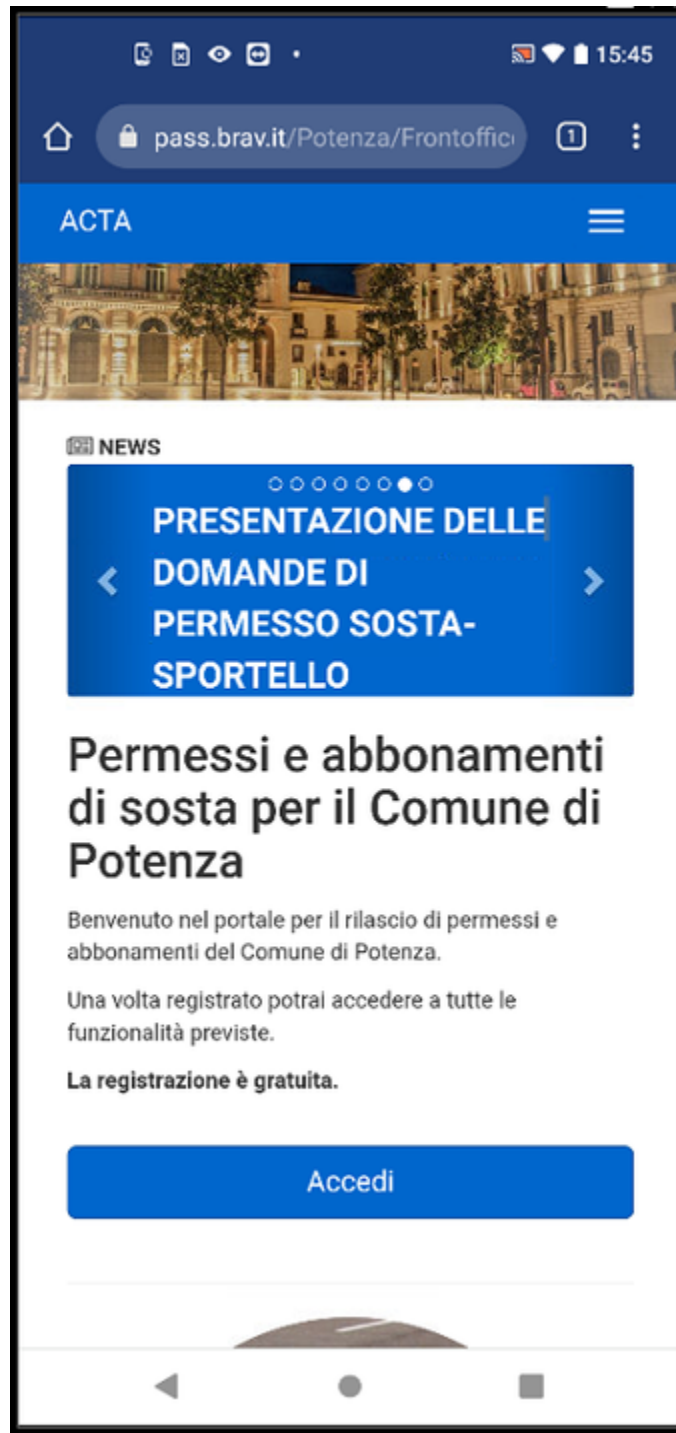 15:45
pass.brav.it/Potenza/Frontoffic
1
ACTA
NEWS
PRESENTAZIONE DELLE
DOMANDE DI
PERMESSO SOSTA-
SPORTELLO
Permessi e abbonamenti
di sosta per il Comune di
Potenza
Benvenuto nel portale per il rilascio di permessi e
abbonamenti del Comune di Potenza.
Una volta registrato potrai accedere a tutte le
funzionalità previste.
La registrazione è gratuita.
Accedi